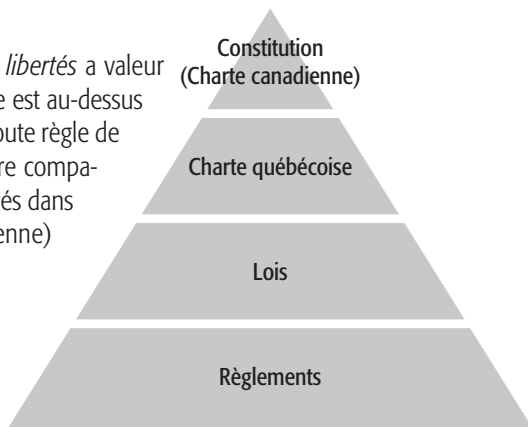 libertés a valeur
e est au-dessus
oute règle de
re compa-
és dans
enne)
Constitution
(Charte canadienne)
Charte québécoise
Lois
Règlements